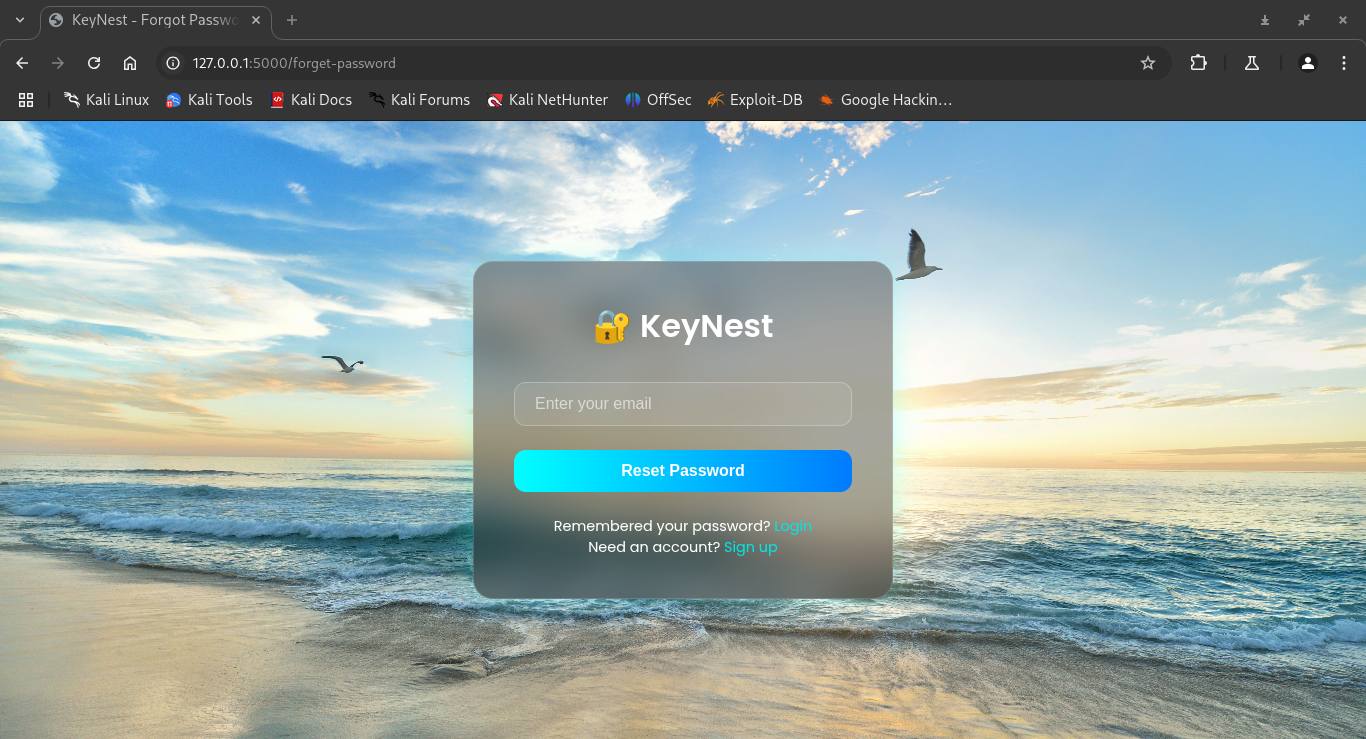 KeyNest - Forgot Passwo
127.0.0.1:5000/forget-password
Kali Linux Kali Tools Kali Docs Kali Forums Kali NetHunter OffSec Exploit-DB Google Hackin…
KeyNest
Enter your email
Reset Password
Remembered your password? Login
Need an account? Sign up